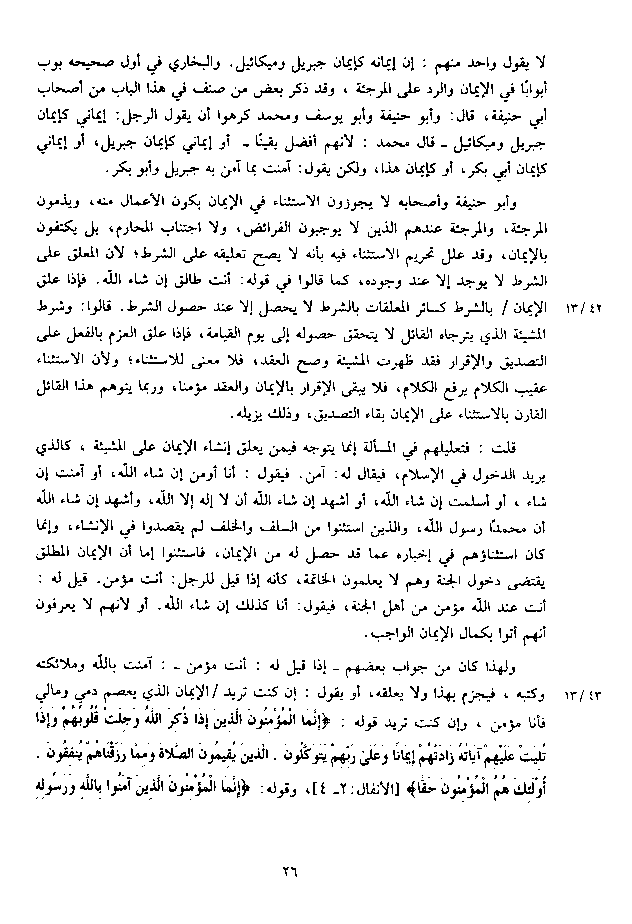 لا يقول واحد منهم : إن إيمانه كإيمان جبريل وميكائيل. والبخاري في أول صحيحه بوب
أبوابًا في الإيمان والرد على المرجئة ، وقد ذكر بعض من صنف في هذا الباب من أصحاب
أبي حنيفة، قال: وأبو حنيفة وأبو يوسف ومحمد كرهوا أن يقول الرجل: إيماني كإيمان
جبريل وميكائيل ـ قال محمد : لأنهم أفضل يقينًا ـ أو إيماني كإيمان جبريل، أو إيماني
كإيمان أبي بكر، أو كإيمان هذا، ولكن يقول: آمنت بما آمن به جبريل وأبو بكر.
وأبو حنيفة وأصحابه لا يجوزون الاستثناء في الإيمان بكون الأعمال منه، ويذمون
المرجئة، والمرجئة عندهم الذين لا يوجبون الفرائض، ولا اجتناب المحارم، بل يكتفون
بالإيمان، وقد علل تحريم الاستثناء فيه بأنه لا يصح تعليقه على الشرط؛ لأن المعلق على
الشرط لا يوجد إلا عند وجوده، كما قالوا في قوله: أنت طالق إن شاء الله. فإذا علق
١٣/٤٢ الإيمان / بالشرط كسائر المعلقات بالشرط لا يحصل إلا عند حصول الشرط. قالوا: وشرط
المشيئة الذي يترجاه القائل لا يتحقق حصوله إلى يوم القيامة، فإذا علق العزم بالفعل على
التصديق والإقرار فقد ظهرت المشيئة وصح العقد، فلا معنى للاستثناء؛ ولأن الاستثناء
عقيب الكلام يرفع الكلام، فلا يبقى الإقرار بالإيمان والعقد مؤمنا، وربما يتوهم هذا القائل
القارن بالاستثناء على الإيمان بقاء التصديق، وذلك يزيله.
قلت : فتعليلهم في المسألة إنما يتوجه فيمن يعلق إنشاء الإيمان على المشيئة ، كالذي
يريد الدخول في الإسلام، فيقال له: آمن. فيقول : أنا أومن إن شاء الله، أو آمنت إن
شاء ، أو أسلمت إن شاء الله، أو أشهد إن شاء الله أن لا إله إلا الله، وأشهد إن شاء الله
أن محمدًا رسول الله، والذين استثنوا من السلف والخلف لم يقصدوا في الإنشاء، وإنما
كان استثناؤهم في إخباره عما قد حصل له من الإيمان، فاستثنوا إما أن الإيمان المطلق
يقتضى دخول الجنة وهم لا يعلمون الخاتمة، كأنه إذا قيل للرجل: أنت مؤمن. قيل له :
أنت عند الله مؤمن من أهل الجنة، فيقول: أنا كذلك إن شاء الله. أو لأنهم لا يعرفون
أنهم أتوا بكمال الإيمان الواجب.
ولهذا كان من جواب بعضهم ـ إذا قيل له : أنت مؤمن ـ : آمنت بالله وملائكته
١٣/٤٣ وكتبه ، فيجزم بهذا ولا يعلقه، أو يقول : إن كنت تريد / الإيمان الذي يعصم دمي ومالي
فأنا مؤمن ، وإن كنت تريد قوله : ﴿إِنَّمَا الْمُؤْمِنُونَ الَّذِينَ إِذَا ذُكِرَ اللَّهُ وَجِلَتْ قُلُوبُهُمْ وَإِذَا
تُلِيَتْ عَلَيْهِمْ آيَاتُهُ زَادَتْهُمْ إِيمَانًا وَعَلَىٰ رَبِّهِمْ يَتَوَكَّلُونَ . الَّذِينَ يُقِيمُونَ الصَّلَاةَ وَمِمَّا رَزَقْنَاهُمْ يُنفِقُونَ .
أُوْلَئِكَ هُمُ الْمُؤْمِنُونَ حَقًّا﴾ [الأنفال: ٢ـ ٤]، وقوله: ﴿إِنَّمَا الْمُؤْمِنُونَ الَّذِينَ آمَنُوا بِاللَّهِ وَرَسُولِهِ
٢٦